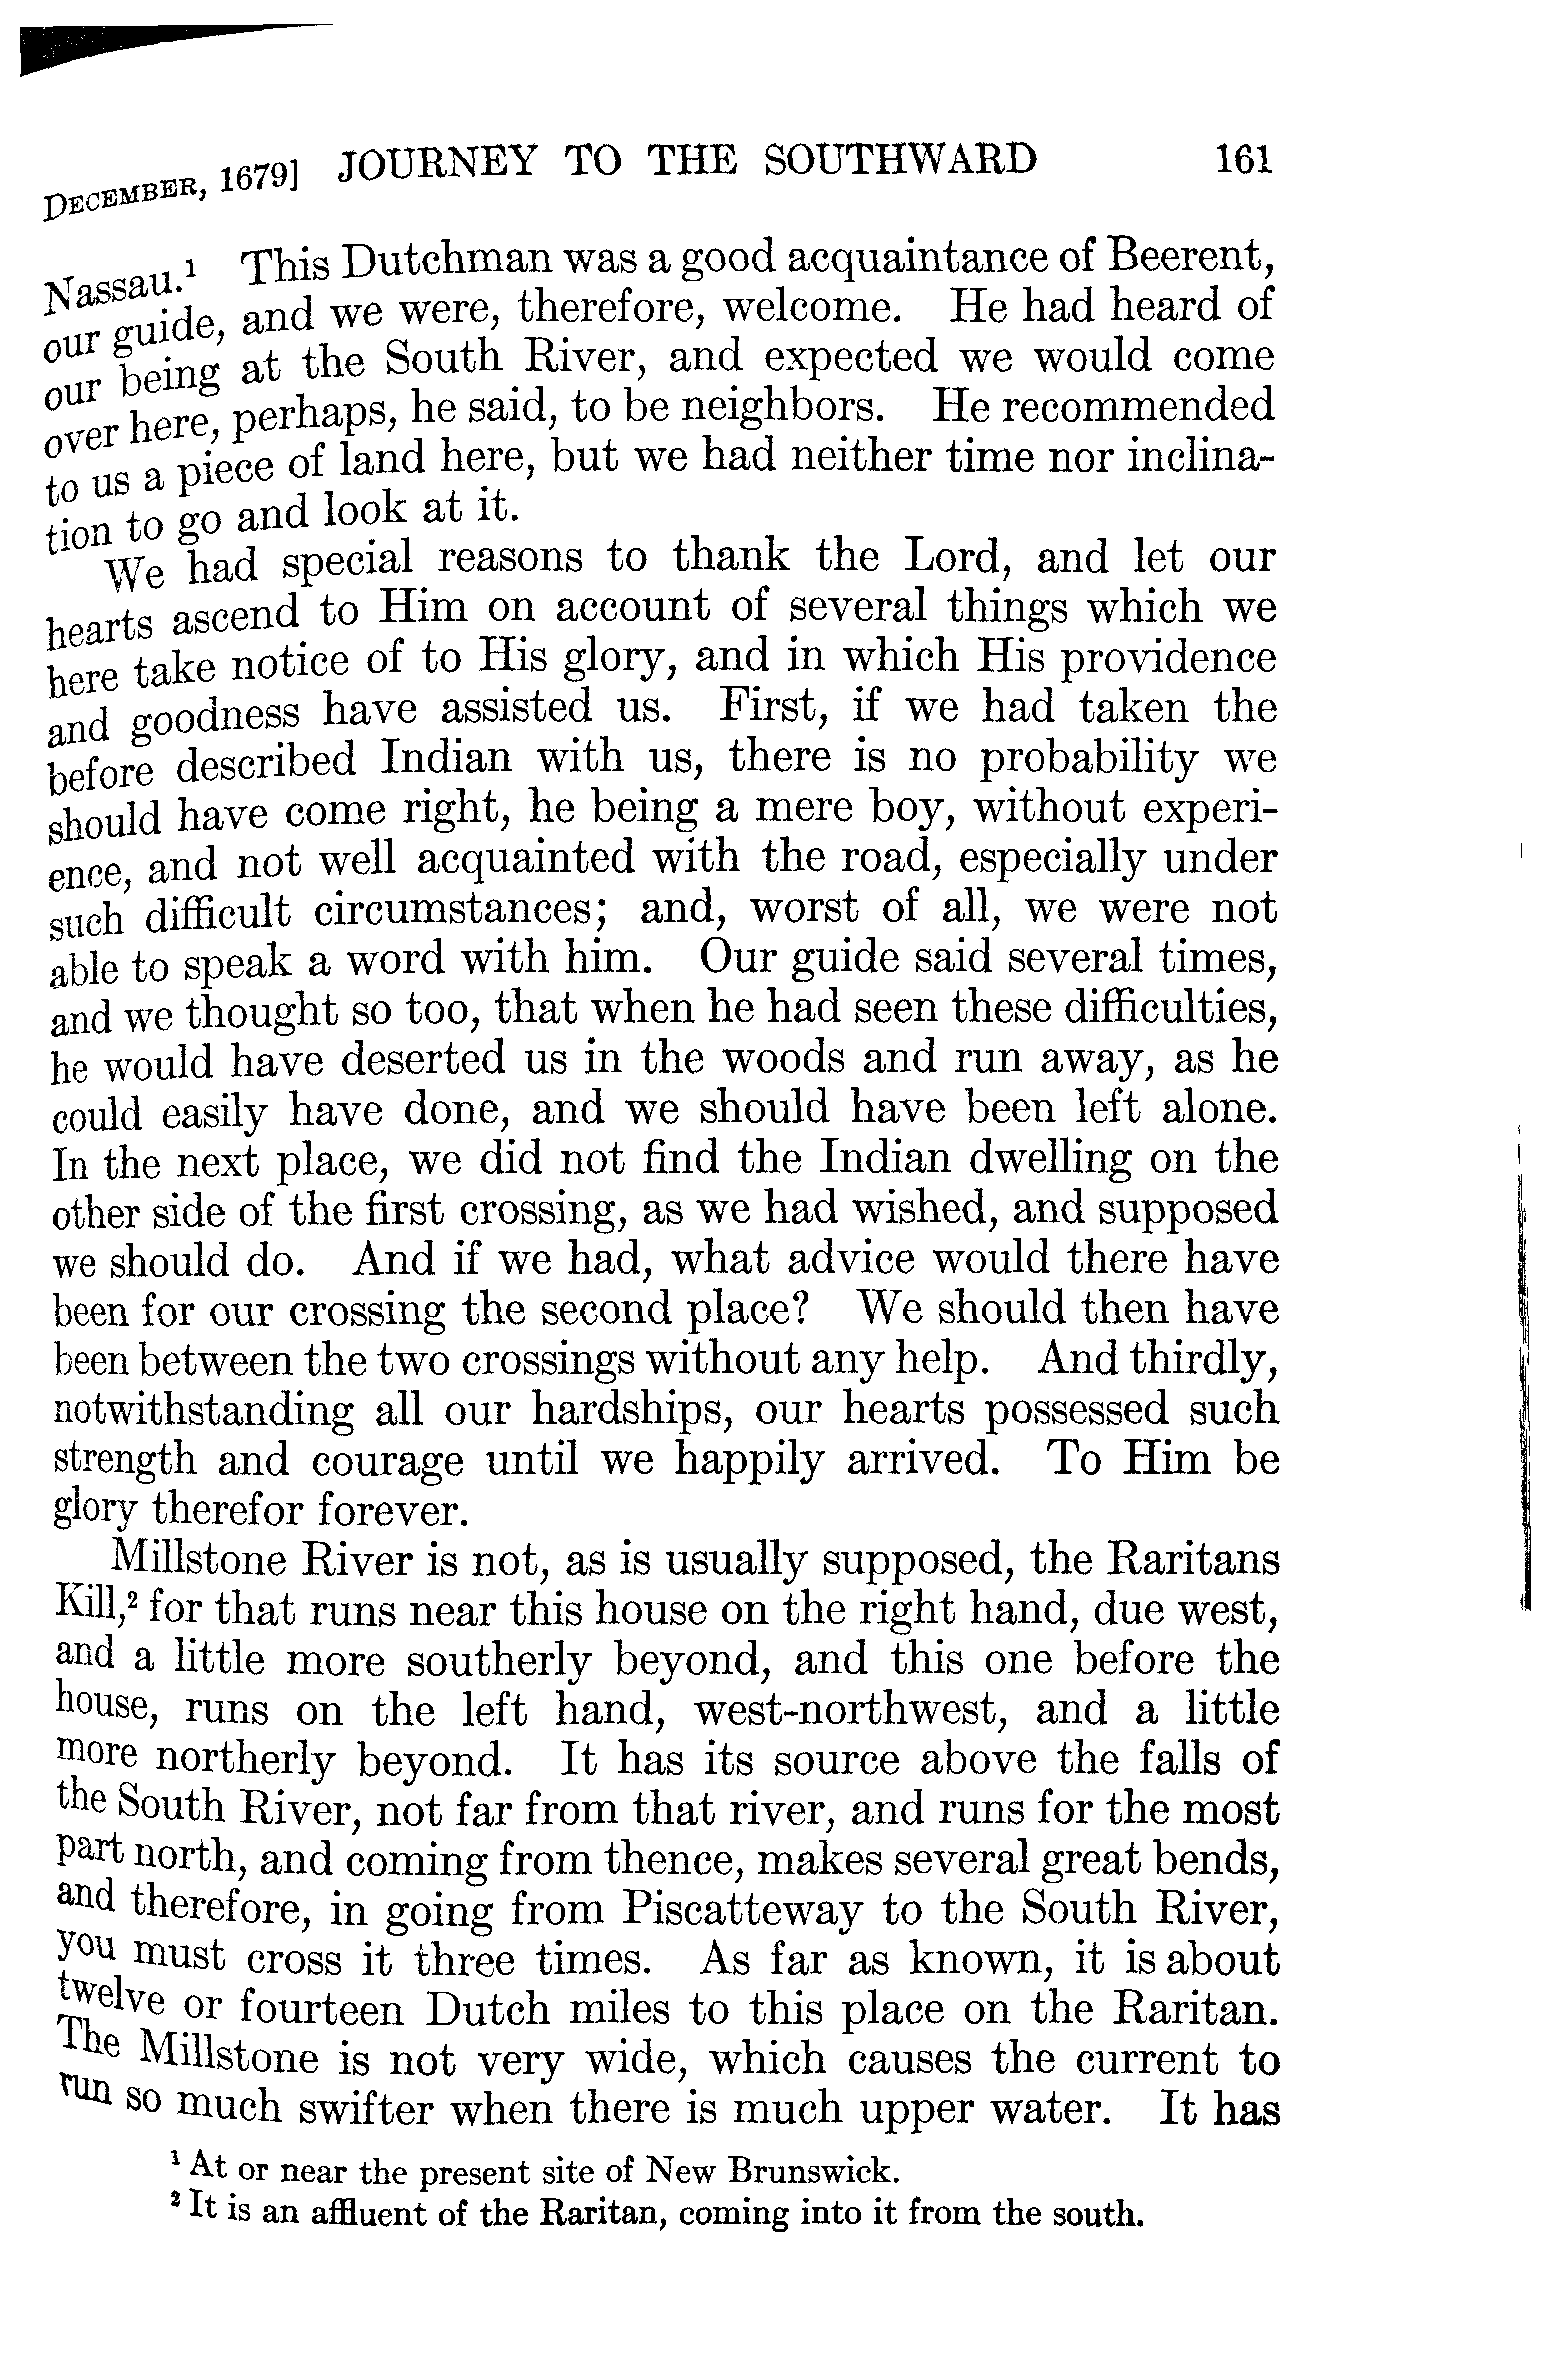 DECEMBER, 1679] JOURNEY TO THE SOUTHWARD 161
Nassau.¹ This Dutchman was a good acquaintance of Beerent,
our guide, and we were, therefore, welcome. He had heard of
our being at the South River, and expected we would come
over here, perhaps, he said, to be neighbors. He recommended
to us a piece of land here, but we had neither time nor inclina-
tion to go and look at it.
We had special reasons to thank the Lord, and let our
hearts ascend to Him on account of several things which we
here take notice of to His glory, and in which His providence
and goodness have assisted us. First, if we had taken the
before described Indian with us, there is no probability we
should have come right, he being a mere boy, without experi-
ence, and not well acquainted with the road, especially under
such difficult circumstances; and, worst of all, we were not
able to speak a word with him. Our guide said several times,
and we thought so too, that when he had seen these difficulties,
he would have deserted us in the woods and run away, as he
could easily have done, and we should have been left alone.
In the next place, we did not find the Indian dwelling on the
other side of the first crossing, as we had wished, and supposed
we should do. And if we had, what advice would there have
been for our crossing the second place? We should then have
been between the two crossings without any help. And thirdly,
notwithstanding all our hardships, our hearts possessed such
strength and courage until we happily arrived. To Him be
glory therefor forever.
Millstone River is not, as is usually supposed, the Raritans
Kill,² for that runs near this house on the right hand, due west,
and a little more southerly beyond, and this one before the
house, runs on the left hand, west-northwest, and a little
more northerly beyond. It has its source above the falls of
the South River, not far from that river, and runs for the most
part north, and coming from thence, makes several great bends,
and therefore, in going from Piscatteway to the South River,
you must cross it three times. As far as known, it is about
twelve or fourteen Dutch miles to this place on the Raritan.
The Millstone is not very wide, which causes the current to
run so much swifter when there is much upper water. It has
¹ At or near the present site of New Brunswick.
² It is an affluent of the Raritan, coming into it from the south.